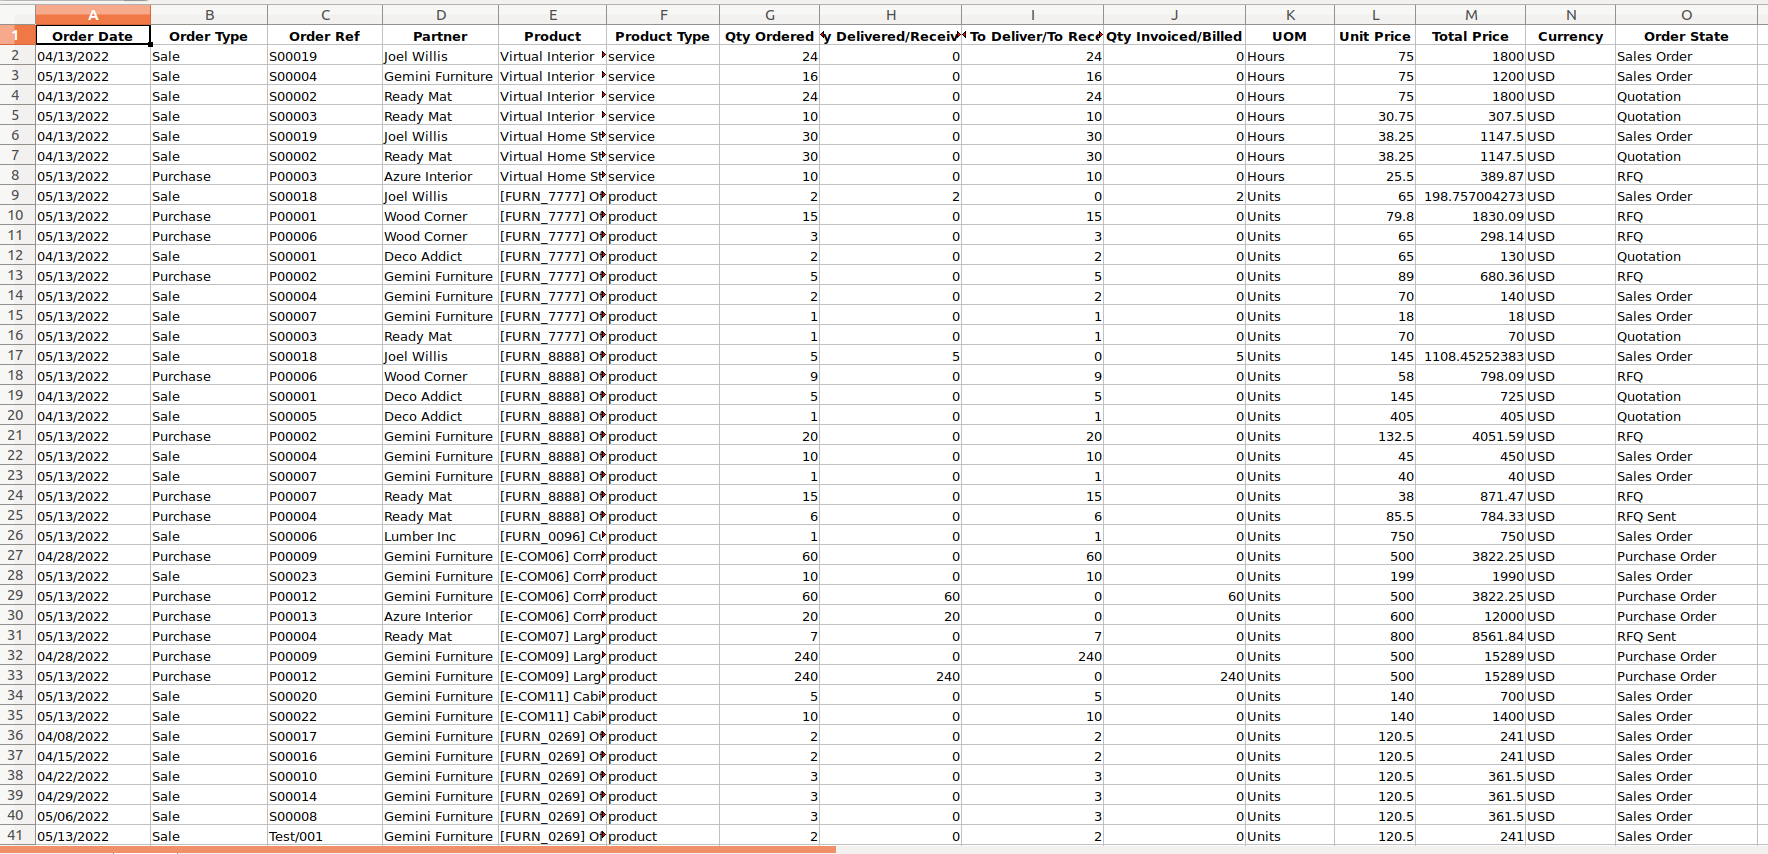 A B C D E F G H I J K L M N O
1 Order Date Order Type Order Ref Partner Product Product Type Qty Ordered y Delivered/Receiv To Deliver/To Rece Qty Invoiced/Billed UOM Unit Price Total Price Currency Order State
2 04/13/2022 Sale S00019 Joel Willis Virtual Interior service 24 0 24 0 Hours 75 1800 USD Sales Order
3 05/13/2022 Sale S00004 Gemini Furniture Virtual Interior service 16 0 16 0 Hours 75 1200 USD Sales Order
4 04/13/2022 Sale S00002 Ready Mat Virtual Interior service 24 0 24 0 Hours 75 1800 USD Quotation
5 05/13/2022 Sale S00003 Ready Mat Virtual Interior service 10 0 10 0 Hours 30.75 307.5 USD Quotation
6 04/13/2022 Sale S00019 Joel Willis Virtual Home St service 30 0 30 0 Hours 38.25 1147.5 USD Sales Order
7 04/13/2022 Sale S00002 Ready Mat Virtual Home St service 30 0 30 0 Hours 38.25 1147.5 USD Quotation
8 05/13/2022 Purchase P00003 Azure Interior Virtual Home St service 10 0 10 0 Hours 25.5 389.87 USD RFQ
9 05/13/2022 Sale S00018 Joel Willis [FURN_7777] Of product 2 2 0 2 Units 65 198.757004273 USD Sales Order
10 05/13/2022 Purchase P00001 Wood Corner [FURN_7777] Of product 15 0 15 0 Units 79.8 1830.09 USD RFQ
11 05/13/2022 Purchase P00006 Wood Corner [FURN_7777] Of product 3 0 3 0 Units 65 298.14 USD RFQ
12 04/13/2022 Sale S00001 Deco Addict [FURN_7777] Of product 2 0 2 0 Units 65 130 USD Quotation
13 05/13/2022 Purchase P00002 Gemini Furniture [FURN_7777] Of product 5 0 5 0 Units 89 680.36 USD RFQ
14 05/13/2022 Sale S00004 Gemini Furniture [FURN_7777] Of product 2 0 2 0 Units 70 140 USD Sales Order
15 05/13/2022 Sale S00007 Gemini Furniture [FURN_7777] Of product 1 0 1 0 Units 18 18 USD Sales Order
16 05/13/2022 Sale S00003 Ready Mat [FURN_7777] Of product 1 0 1 0 Units 70 70 USD Quotation
17 05/13/2022 Sale S00018 Joel Willis [FURN_8888] Of product 5 5 0 5 Units 145 1108.45252383 USD Sales Order
18 05/13/2022 Purchase P00006 Wood Corner [FURN_8888] Of product 9 0 9 0 Units 58 798.09 USD RFQ
19 04/13/2022 Sale S00001 Deco Addict [FURN_8888] Of product 5 0 5 0 Units 145 725 USD Quotation
20 04/13/2022 Sale S00005 Deco Addict [FURN_8888] Of product 1 0 1 0 Units 405 405 USD Quotation
21 05/13/2022 Purchase P00002 Gemini Furniture [FURN_8888] Of product 20 0 20 0 Units 132.5 4051.59 USD RFQ
22 05/13/2022 Sale S00004 Gemini Furniture [FURN_8888] Of product 10 0 10 0 Units 45 450 USD Sales Order
23 05/13/2022 Sale S00007 Gemini Furniture [FURN_8888] Of product 1 0 1 0 Units 40 40 USD Sales Order
24 05/13/2022 Purchase P00007 Ready Mat [FURN_8888] Of product 15 0 15 0 Units 38 871.47 USD RFQ
25 05/13/2022 Purchase P00004 Ready Mat [FURN_8888] Of product 6 0 6 0 Units 85.5 784.33 USD RFQ Sent
26 05/13/2022 Sale S00006 Lumber Inc [FURN_0096] Cu product 1 0 1 0 Units 750 750 USD Sales Order
27 04/28/2022 Purchase P00009 Gemini Furniture [E-COM06] Corn product 60 0 60 0 Units 500 3822.25 USD Purchase Order
28 05/13/2022 Sale S00023 Gemini Furniture [E-COM06] Corn product 10 0 10 0 Units 199 1990 USD Sales Order
29 05/13/2022 Purchase P00012 Gemini Furniture [E-COM06] Corn product 60 60 0 60 Units 500 3822.25 USD Purchase Order
30 05/13/2022 Purchase P00013 Azure Interior [E-COM06] Corn product 20 20 0 0 Units 600 12000 USD Purchase Order
31 05/13/2022 Purchase P00004 Ready Mat [E-COM07] Larg product 7 0 7 0 Units 800 8561.84 USD RFQ Sent
32 04/28/2022 Purchase P00009 Gemini Furniture [E-COM09] Larg product 240 0 240 0 Units 500 15289 USD Purchase Order
33 05/13/2022 Purchase P00012 Gemini Furniture [E-COM09] Larg product 240 240 0 240 Units 500 15289 USD Purchase Order
34 05/13/2022 Sale S00020 Gemini Furniture [E-COM11] Cabi product 5 0 5 0 Units 140 700 USD Sales Order
35 05/13/2022 Sale S00022 Gemini Furniture [E-COM11] Cabi product 10 0 10 0 Units 140 1400 USD Sales Order
36 04/08/2022 Sale S00017 Gemini Furniture [FURN_0269] Of product 2 0 2 0 Units 120.5 241 USD Sales Order
37 04/15/2022 Sale S00016 Gemini Furniture [FURN_0269] Of product 2 0 2 0 Units 120.5 241 USD Sales Order
38 04/22/2022 Sale S00010 Gemini Furniture [FURN_0269] Of product 3 0 3 0 Units 120.5 361.5 USD Sales Order
39 04/29/2022 Sale S00014 Gemini Furniture [FURN_0269] Of product 3 0 3 0 Units 120.5 361.5 USD Sales Order
40 05/06/2022 Sale S00008 Gemini Furniture [FURN_0269] Of product 3 0 3 0 Units 120.5 361.5 USD Sales Order
41 05/13/2022 Sale Test/001 Gemini Furniture [FURN_0269] Of product 2 0 2 0 Units 120.5 241 USD Sales Order